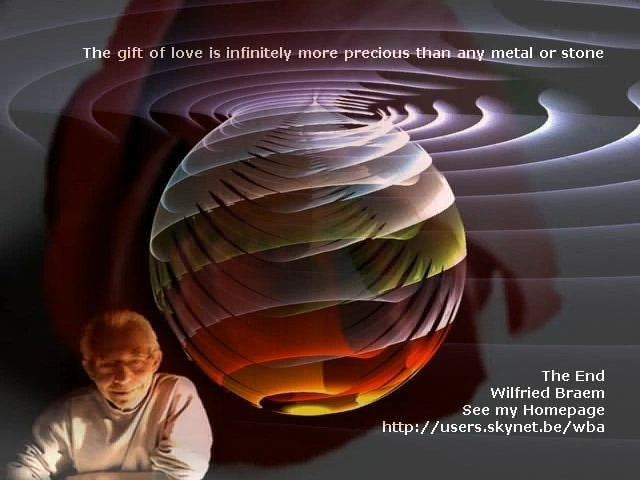 The gift of love is infinitely more precious than any metal or stone
The End
Wilfried Braem
See my Homepage
http://users.skynet.be/wba